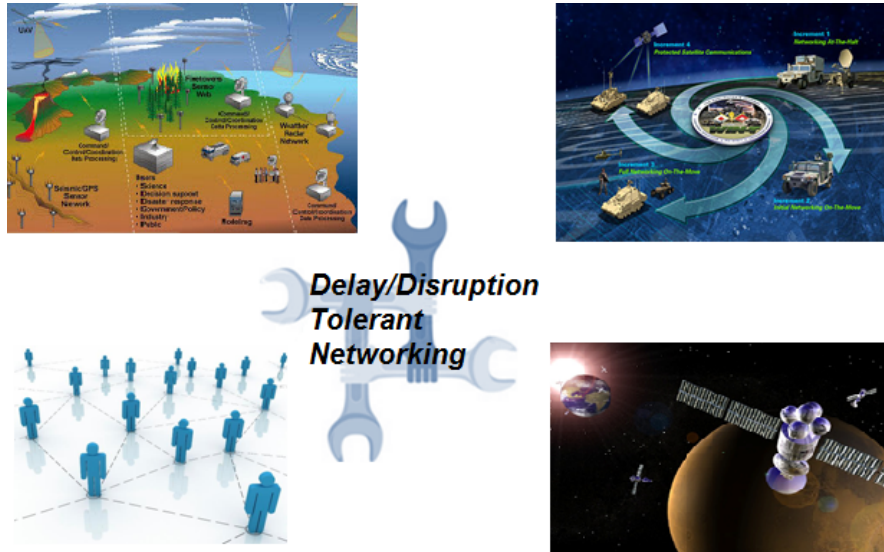 UAV
Firetower
Sensor
Web
Command/
Control/Coordination
Data Processing
Command/
Control/Coordination
Data Processing
Weather
Radar
Network
Seismic/GPS
Sensor
Network
Users
• Science
• Decision support
• Disaster response
• Government/Policy
• Industry
• Public
Modeling
Command
Control/Coordination
Data Processing
Increment 4
Protected Satellite Communications
Increment 1
Networking At-The-Halt
Increment 3
Full Networking On-The-Move
Increment 2
Initial Networking On-The-Move
Delay/Disruption
Tolerant
Networking